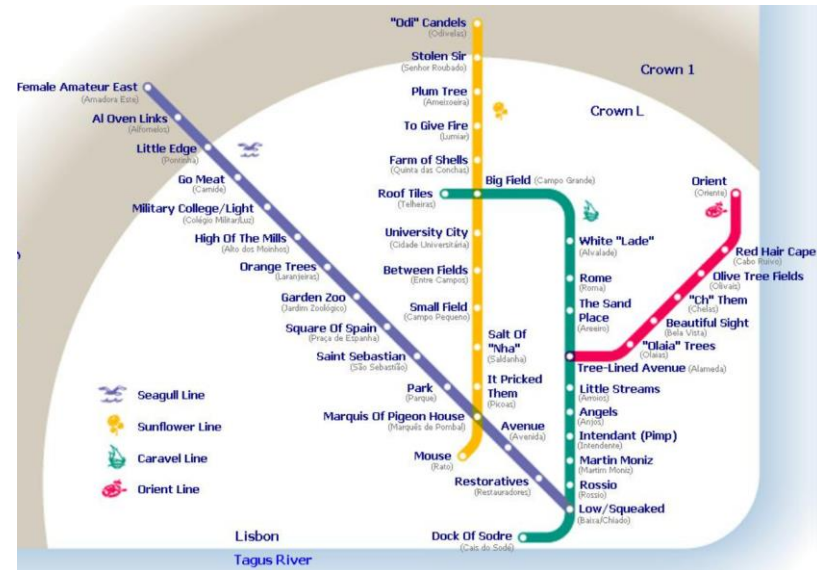 "Odi" Candels
(Odivelas)
Stolen Sir
(Senhor Roubado)
Crown 1
Female Amateur East
(Amadora Este)
Plum Tree
(Ameixoeira)
Crown L
Al Oven Links
(Alfornelos)
To Give Fire
(Lumiar)
Little Edge
(Pontinha)
Farm of Shells
(Quinta das Conchas)
Go Meat
(Carnide)
Big Field (Campo Grande)
Orient
(Oriente)
Roof Tiles
(Telheiras)
Military College/Light
(Colégio Militar/Luz)
University City
(Cidade Universitária)
High Of The Mills
(Alto dos Moinhos)
White "Lade"
(Alvalade)
Red Hair Cape
(Cabo Ruivo)
Orange Trees
(Laranjeiras)
Between Fields
(Entre Campos)
Rome
(Roma)
Olive Tree Fields
(Olivais)
Garden Zoo
(Jardim Zoológico)
Small Field
(Campo Pequeno)
The Sand
Place
(Areeiro)
"Ch" Them
(Chelas)
Square Of Spain
(Praça de Espanha)
Beautiful Sight
(Bela Vista)
Salt Of
"Nha"
(Saldanha)
"Olaia" Trees
(Olaias)
Saint Sebastian
(São Sebastião)
Tree-Lined Avenue (Alameda)
Park
(Parque)
It Pricked
Them
(Picoas)
Little Streams
(Arroios)
Seagull Line
Marquis Of Pigeon House
(Marquês de Pombal)
Angels
(Anjos)
Sunflower Line
Avenue
(Avenida)
Intendant (Pimp)
(Intendente)
Mouse
(Rato)
Caravel Line
Martin Moniz
(Martim Moniz)
Restoratives
(Restauradores)
Orient Line
Rossio
(Rossio)
Low/Squeaked
(Baixa/Chiado)
Lisbon
Dock Of Sodre
(Cais do Sodé)
Tagus River